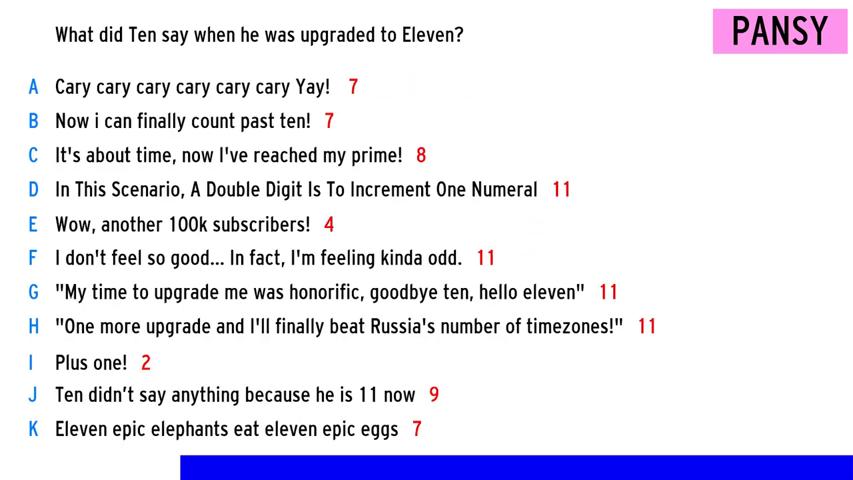 What did Ten say when he was upgraded to Eleven?
PANSY
A Cary cary cary cary cary cary Yay! 7
B Now i can finally count past ten! 7
C It's about time, now I've reached my prime! 8
D In This Scenario, A Double Digit Is To Increment One Numeral 11
E Wow, another 100k subscribers! 4
F I don't feel so good... In fact, I'm feeling kinda odd. 11
G "My time to upgrade me was honorific, goodbye ten, hello eleven" 11
H "One more upgrade and I'll finally beat Russia's number of timezones!" 11
I Plus one! 2
J Ten didn’t say anything because he is 11 now 9
K Eleven epic elephants eat eleven epic eggs 7